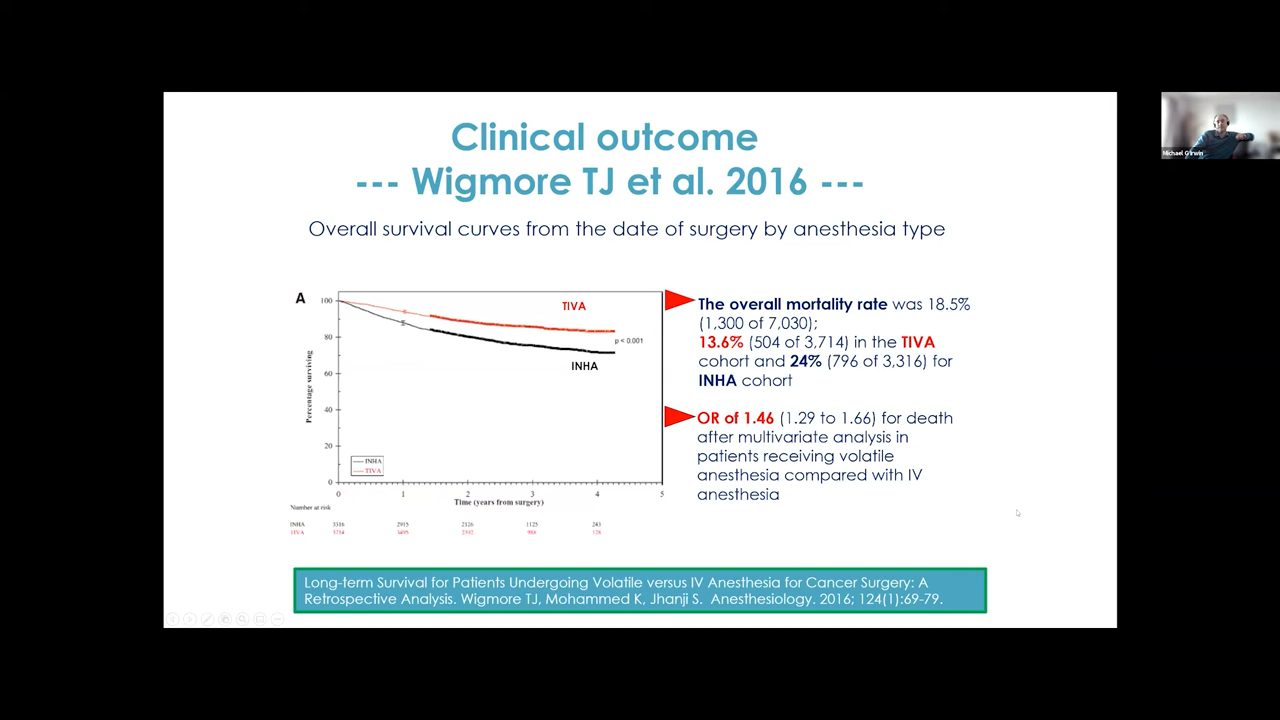 Clinical outcome
--- Wigmore TJ et al. 2016 ---
Overall survival curves from the date of surgery by anesthesia type
A
100
80
60
40
20
0
Percentage surviving
TIVA
p < 0.001
INHA
INHA
TIVA
0 1 2 3 4 5
Time (years from surgery)
Number at risk
INHA 3316 2915 2126 1125 243
TIVA 3714 3495
The overall mortality rate was 18.5%
(1,300 of 7,030);
13.6% (504 of 3,714) in the TIVA
cohort and 24% (796 of 3,316) for
INHA cohort
OR of 1.46 (1.29 to 1.66) for death
after multivariate analysis in
patients receiving volatile
anesthesia compared with IV
anesthesia
Long-term Survival for Patients Undergoing Volatile versus IV Anesthesia for Cancer Surgery: A
Retrospective Analysis. Wigmore TJ, Mohammed K, Jhanji S. Anesthesiology. 2016; 124(1):69-79.
Michael G Irwin